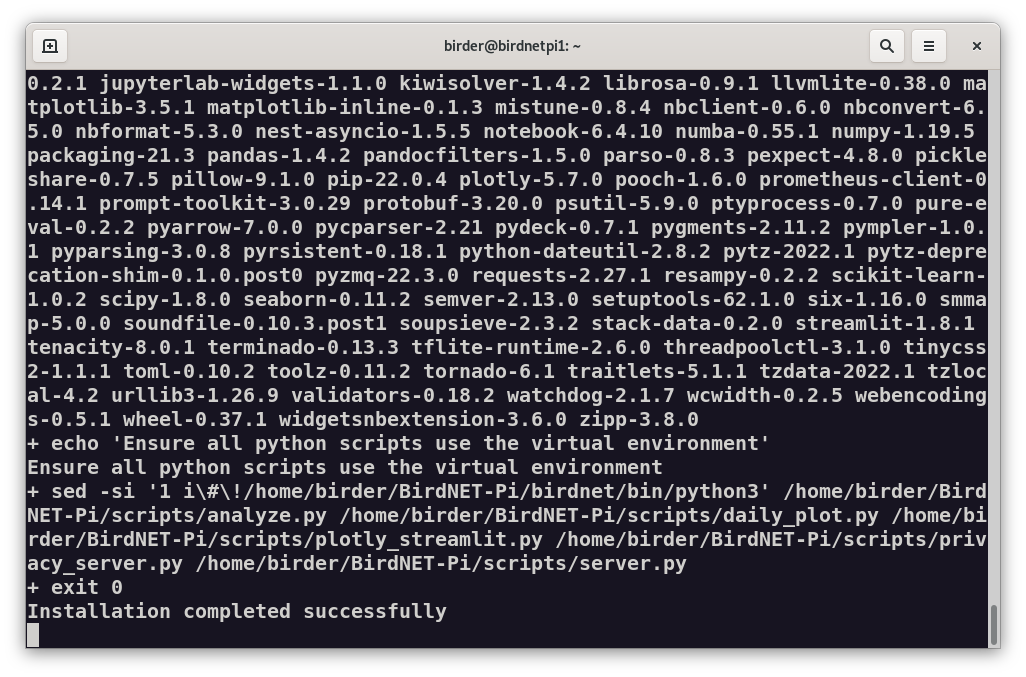 birder@birdnetpi1: ~
0.2.1 jupyterlab-widgets-1.1.0 kiwisolver-1.4.2 librosa-0.9.1 llvmlite-0.38.0 ma
tplotlib-3.5.1 matplotlib-inline-0.1.3 mistune-0.8.4 nbclient-0.6.0 nbconvert-6.
5.0 nbformat-5.3.0 nest-asyncio-1.5.5 notebook-6.4.10 numba-0.55.1 numpy-1.19.5
packaging-21.3 pandas-1.4.2 pandocfilters-1.5.0 parso-0.8.3 pexpect-4.8.0 pickle
share-0.7.5 pillow-9.1.0 pip-22.0.4 plotly-5.7.0 pooch-1.6.0 prometheus-client-0
.14.1 prompt-toolkit-3.0.29 protobuf-3.20.0 psutil-5.9.0 ptyprocess-0.7.0 pure-e
val-0.2.2 pyarrow-7.0.0 pycparser-2.21 pydeck-0.7.1 pygments-2.11.2 pympler-1.0.
1 pyparsing-3.0.8 pyrsistent-0.18.1 python-dateutil-2.8.2 pytz-2022.1 pytz-depre
cation-shim-0.1.0.post0 pyzmq-22.3.0 requests-2.27.1 resampy-0.2.2 scikit-learn-
1.0.2 scipy-1.8.0 seaborn-0.11.2 semver-2.13.0 setuptools-62.1.0 six-1.16.0 smma
p-5.0.0 soundfile-0.10.3.post1 soupsieve-2.3.2 stack-data-0.2.0 streamlit-1.8.1
tenacity-8.0.1 terminado-0.13.3 tflite-runtime-2.6.0 threadpoolctl-3.1.0 tinycss
2-1.1.1 toml-0.10.2 toolz-0.11.2 tornado-6.1 traitlets-5.1.1 tzdata-2022.1 tzloc
al-4.2 urllib3-1.26.9 validators-0.18.2 watchdog-2.1.7 wcwidth-0.2.5 webencoding
s-0.5.1 wheel-0.37.1 widgetsnbextension-3.6.0 zipp-3.8.0
+ echo 'Ensure all python scripts use the virtual environment'
Ensure all python scripts use the virtual environment
+ sed -si '1 i\#\!/home/birder/BirdNET-Pi/birdnet/bin/python3' /home/birder/Bird
NET-Pi/scripts/analyze.py /home/birder/BirdNET-Pi/scripts/daily_plot.py /home/bi
rder/BirdNET-Pi/scripts/plotly_streamlit.py /home/birder/BirdNET-Pi/scripts/priv
acy_server.py /home/birder/BirdNET-Pi/scripts/server.py
+ exit 0
Installation completed successfully